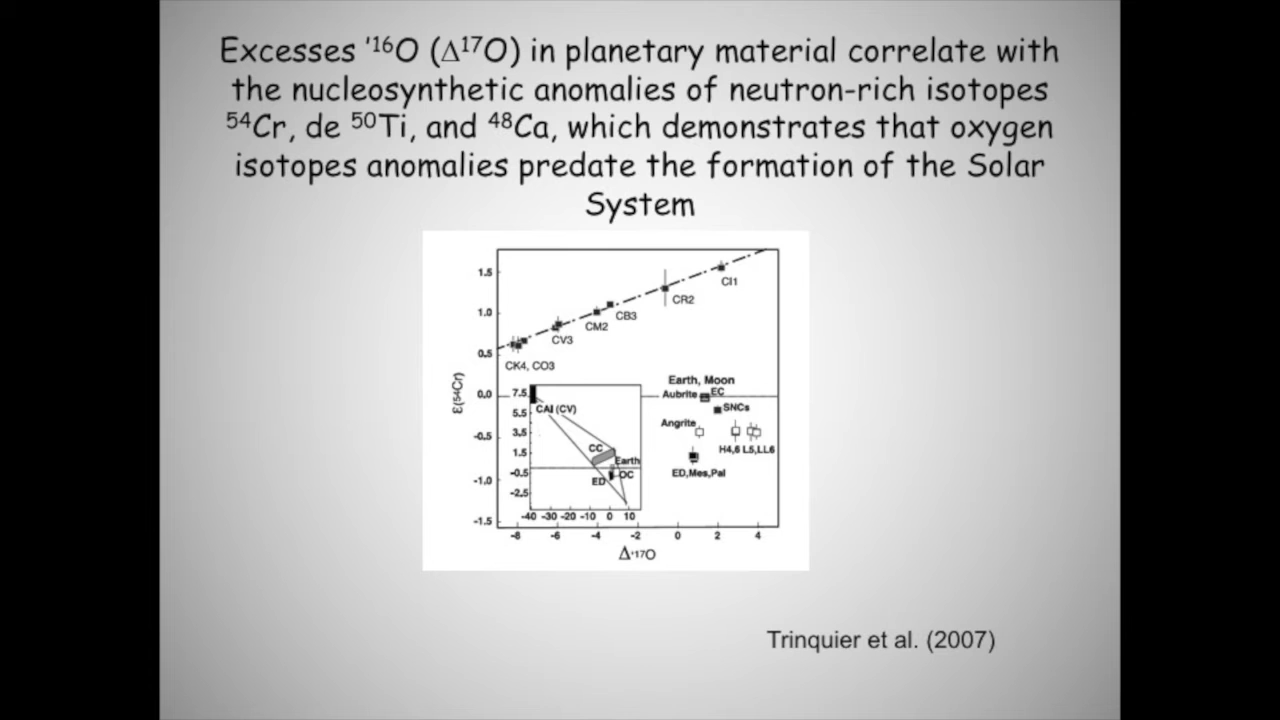 Excesses '¹⁶O (Δ¹⁷O) in planetary material correlate with
the nucleosynthetic anomalies of neutron-rich isotopes
⁵⁴Cr, de ⁵⁰Ti, and ⁴⁸Ca, which demonstrates that oxygen
isotopes anomalies predate the formation of the Solar
System
1.5
CI1
CR2
1.0
CB3
CM2
CV3
0.5
CK4, CO3
Earth, Moon
ε(⁵⁴Cr)
0.0
Aubrite
EC
SNCs
-0.5
Angrite
H4,6 L5,LL6
-1.0
ED,Mes,Pal
-1.5
7.5
CAI (CV)
5.5
3.5
CC
1.5
Earth
-0.5
OC
ED
-2.5
-40 -30 -20 -10 0 10
-8 -6 -4 -2 0 2 4
Δ'¹⁷O
Trinquier et al. (2007)